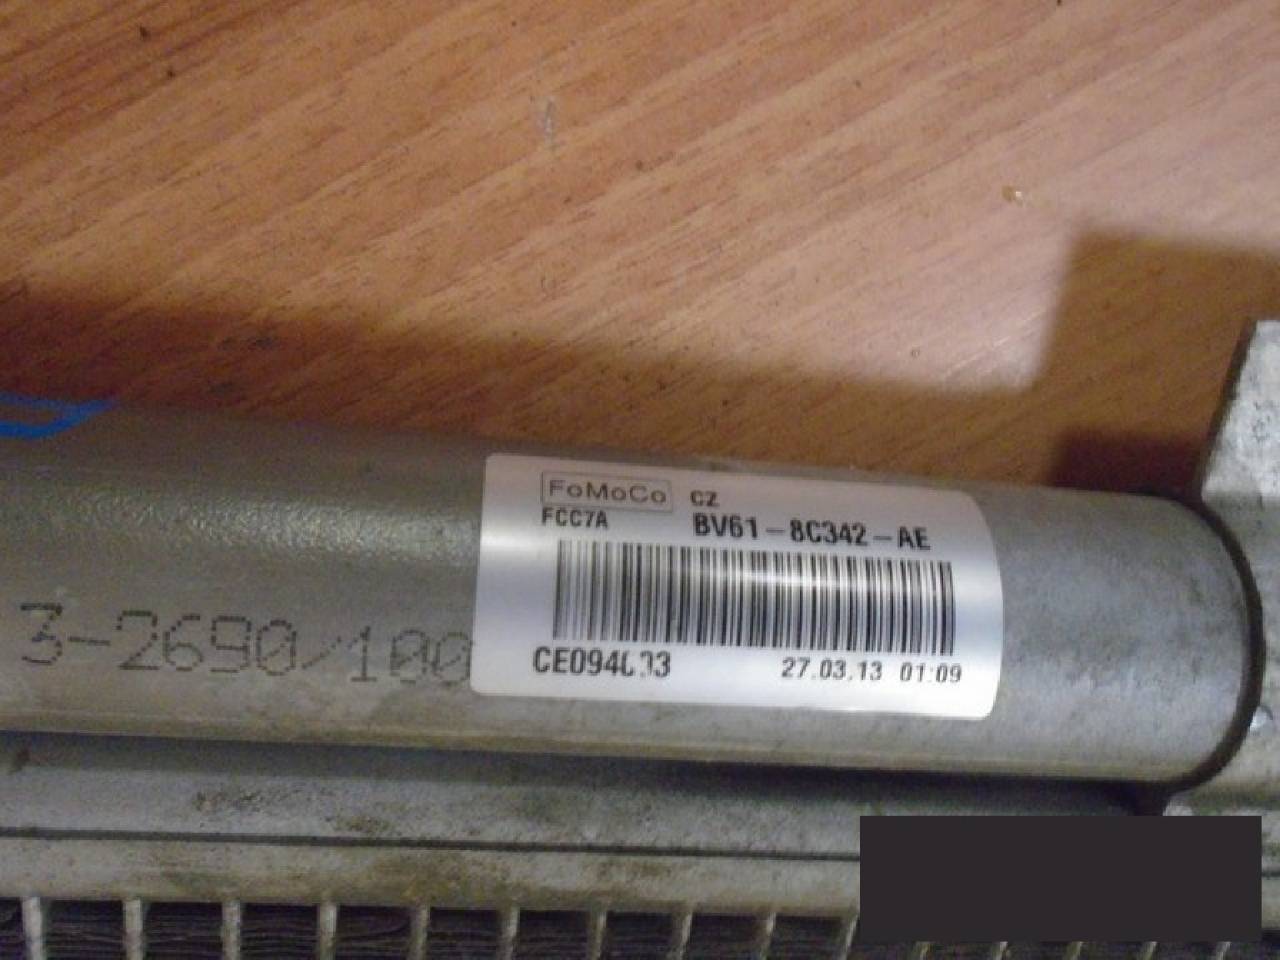 FoMoCo CZ
FCC7A BV61-8C342-AE
27.03.13 01:09
3-2690/100